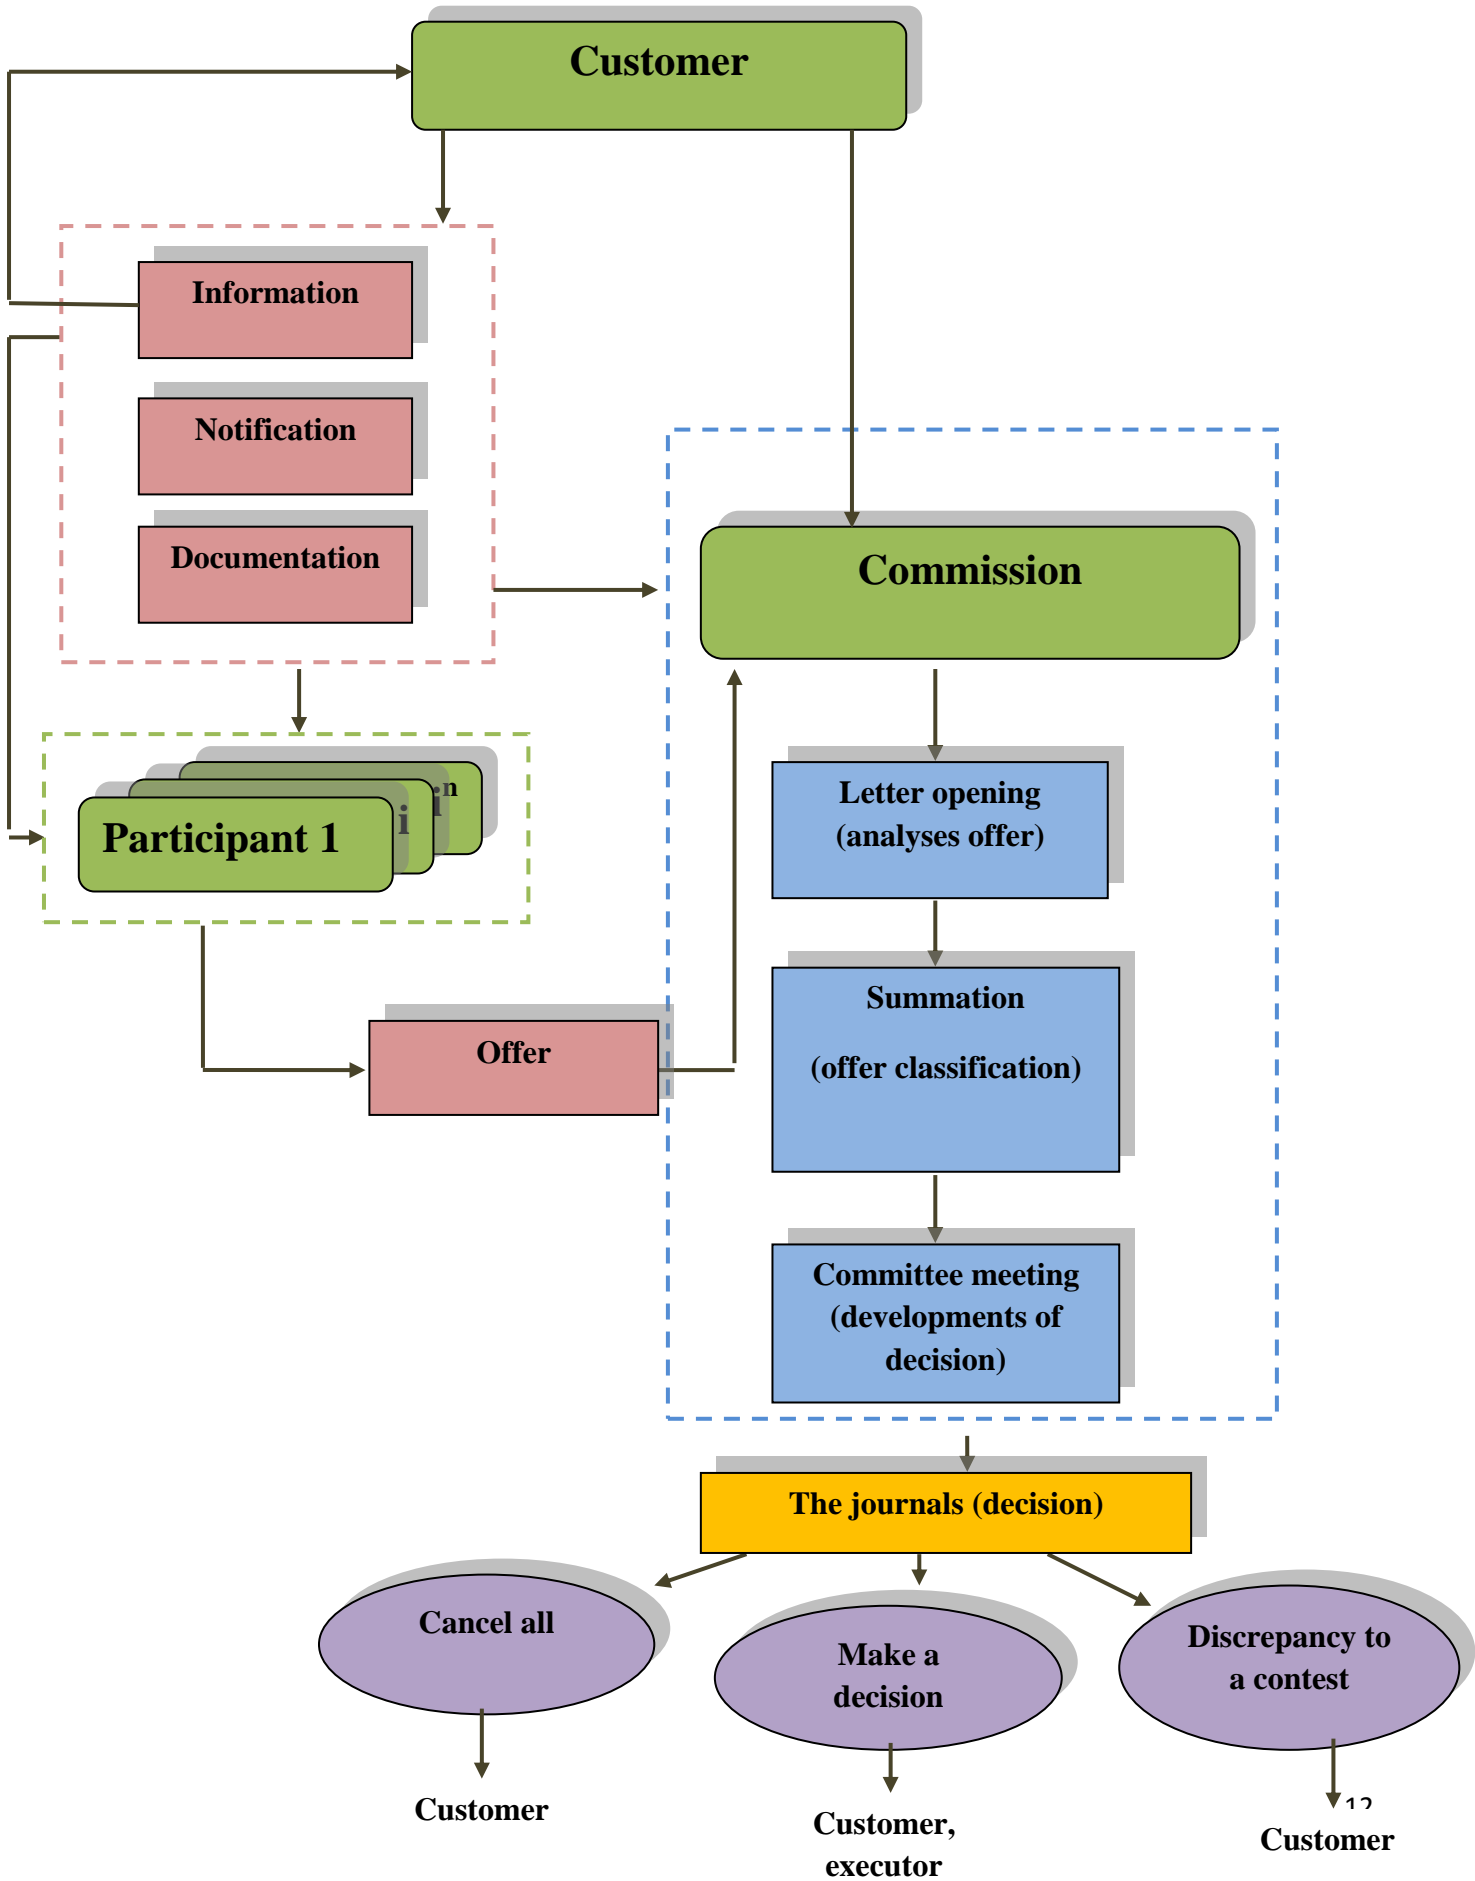 Customer
Information
Notification
Documentation
Commission
Participant 1
i
i
n
Letter opening
(analyses offer)
Summation
(offer classification)
Offer
Committee meeting
(developments of
decision)
The journals (decision)
Cancel all
Make a
decision
Discrepancy to
a contest
Customer
Customer,
executor
12
Customer